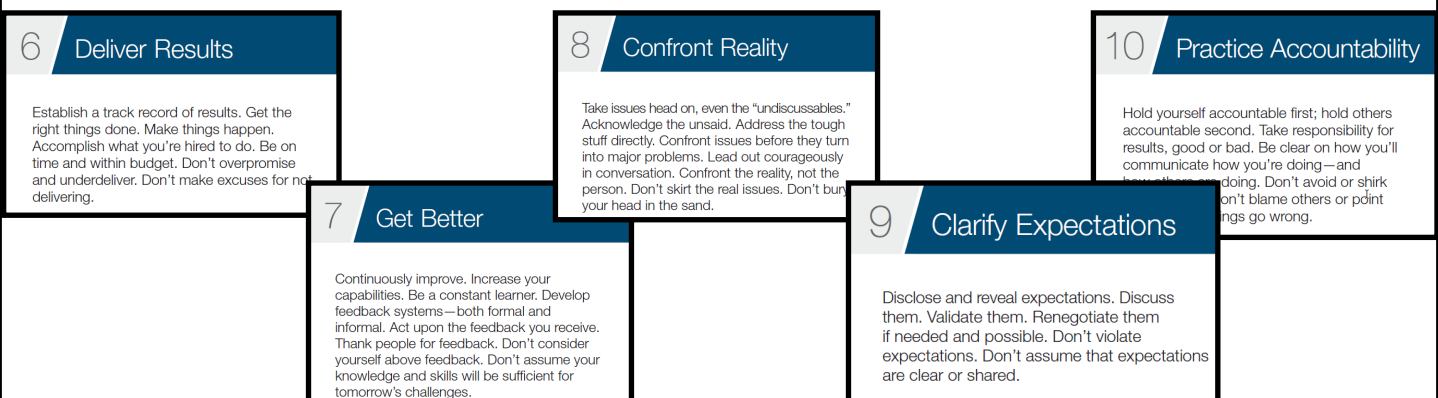 6 Deliver Results
Establish a track record of results. Get the
right things done. Make things happen.
Accomplish what you're hired to do. Be on
time and within budget. Don't overpromise
and underdeliver. Don't make excuses for not
delivering.
7 Get Better
Continuously improve. Increase your
capabilities. Be a constant learner. Develop
feedback systems—both formal and
informal. Act upon the feedback you receive.
Thank people for feedback. Don't consider
yourself above feedback. Don't assume your
knowledge and skills will be sufficient for
tomorrow's challenges.
8 Confront Reality
Take issues head on, even the “undiscussables.”
Acknowledge the unsaid. Address the tough
stuff directly. Confront issues before they turn
into major problems. Lead out courageously
in conversation. Confront the reality, not the
person. Don't skirt the real issues. Don't bury
your head in the sand.
9 Clarify Expectations
Disclose and reveal expectations. Discuss
them. Validate them. Renegotiate them
if needed and possible. Don't violate
expectations. Don't assume that expectations
are clear or shared.
10 Practice Accountability
Hold yourself accountable first; hold others
accountable second. Take responsibility for
results, good or bad. Be clear on how you'll
communicate how you're doing—and
doing. Don't avoid or shirk
blame others or point
go wrong.